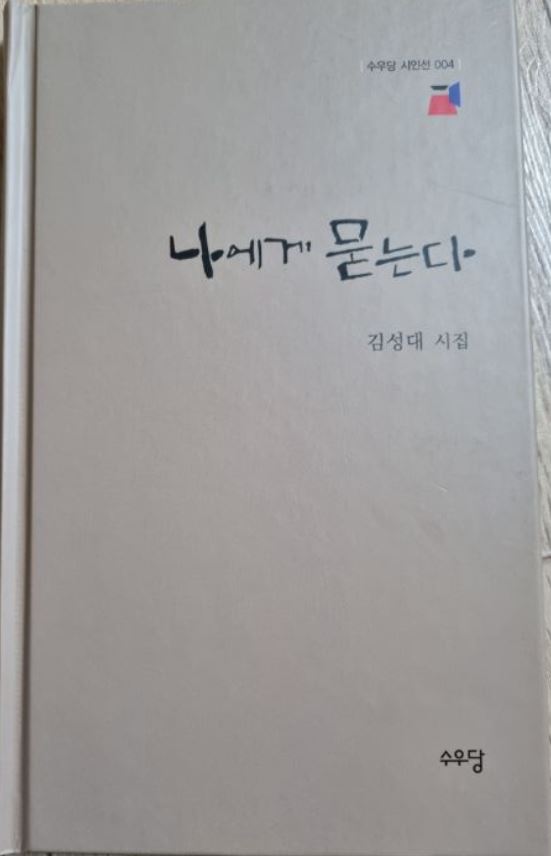 수우당 시인선 004
나에게 묻는다
김성대 시집
수우당